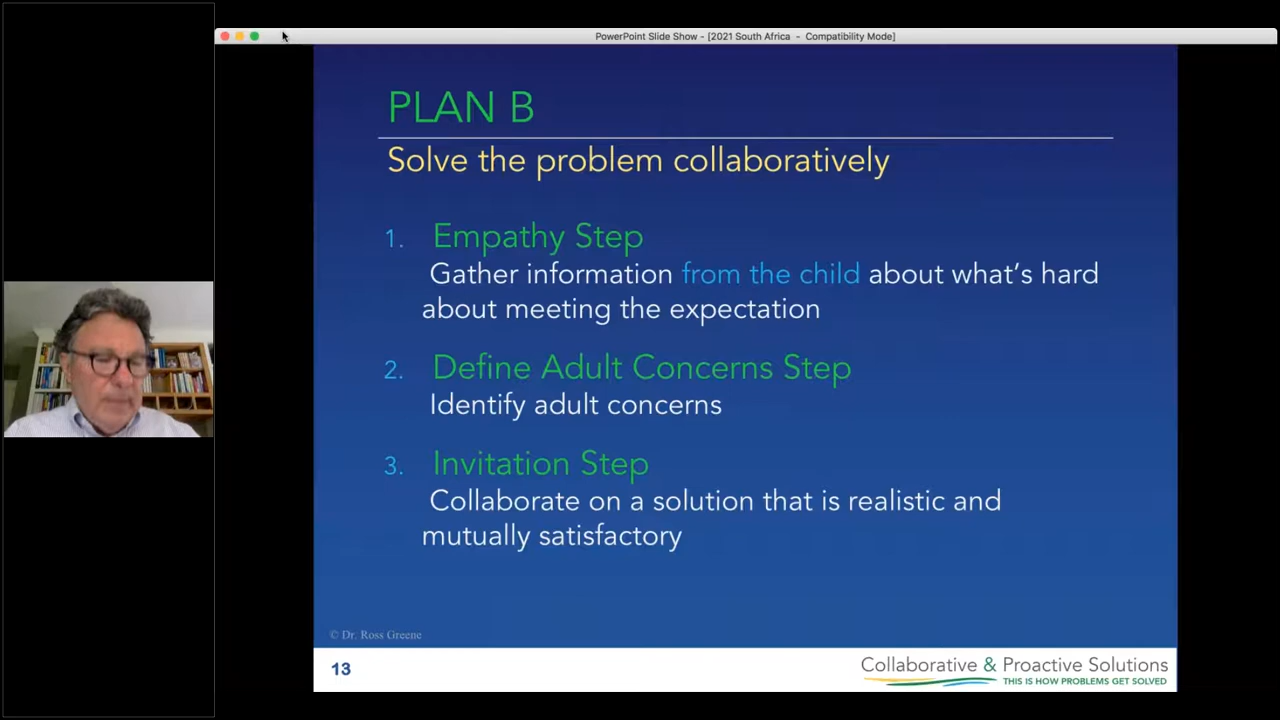 PowerPoint Slide Show - [2021 South Africa - Compatibility Mode]
PLAN B
Solve the problem collaboratively
1. Empathy Step
Gather information from the child about what's hard
about meeting the expectation
2. Define Adult Concerns Step
Identify adult concerns
3. Invitation Step
Collaborate on a solution that is realistic and
mutually satisfactory
© Dr. Ross Greene
13
Collaborative & Proactive Solutions
THIS IS HOW PROBLEMS GET SOLVED